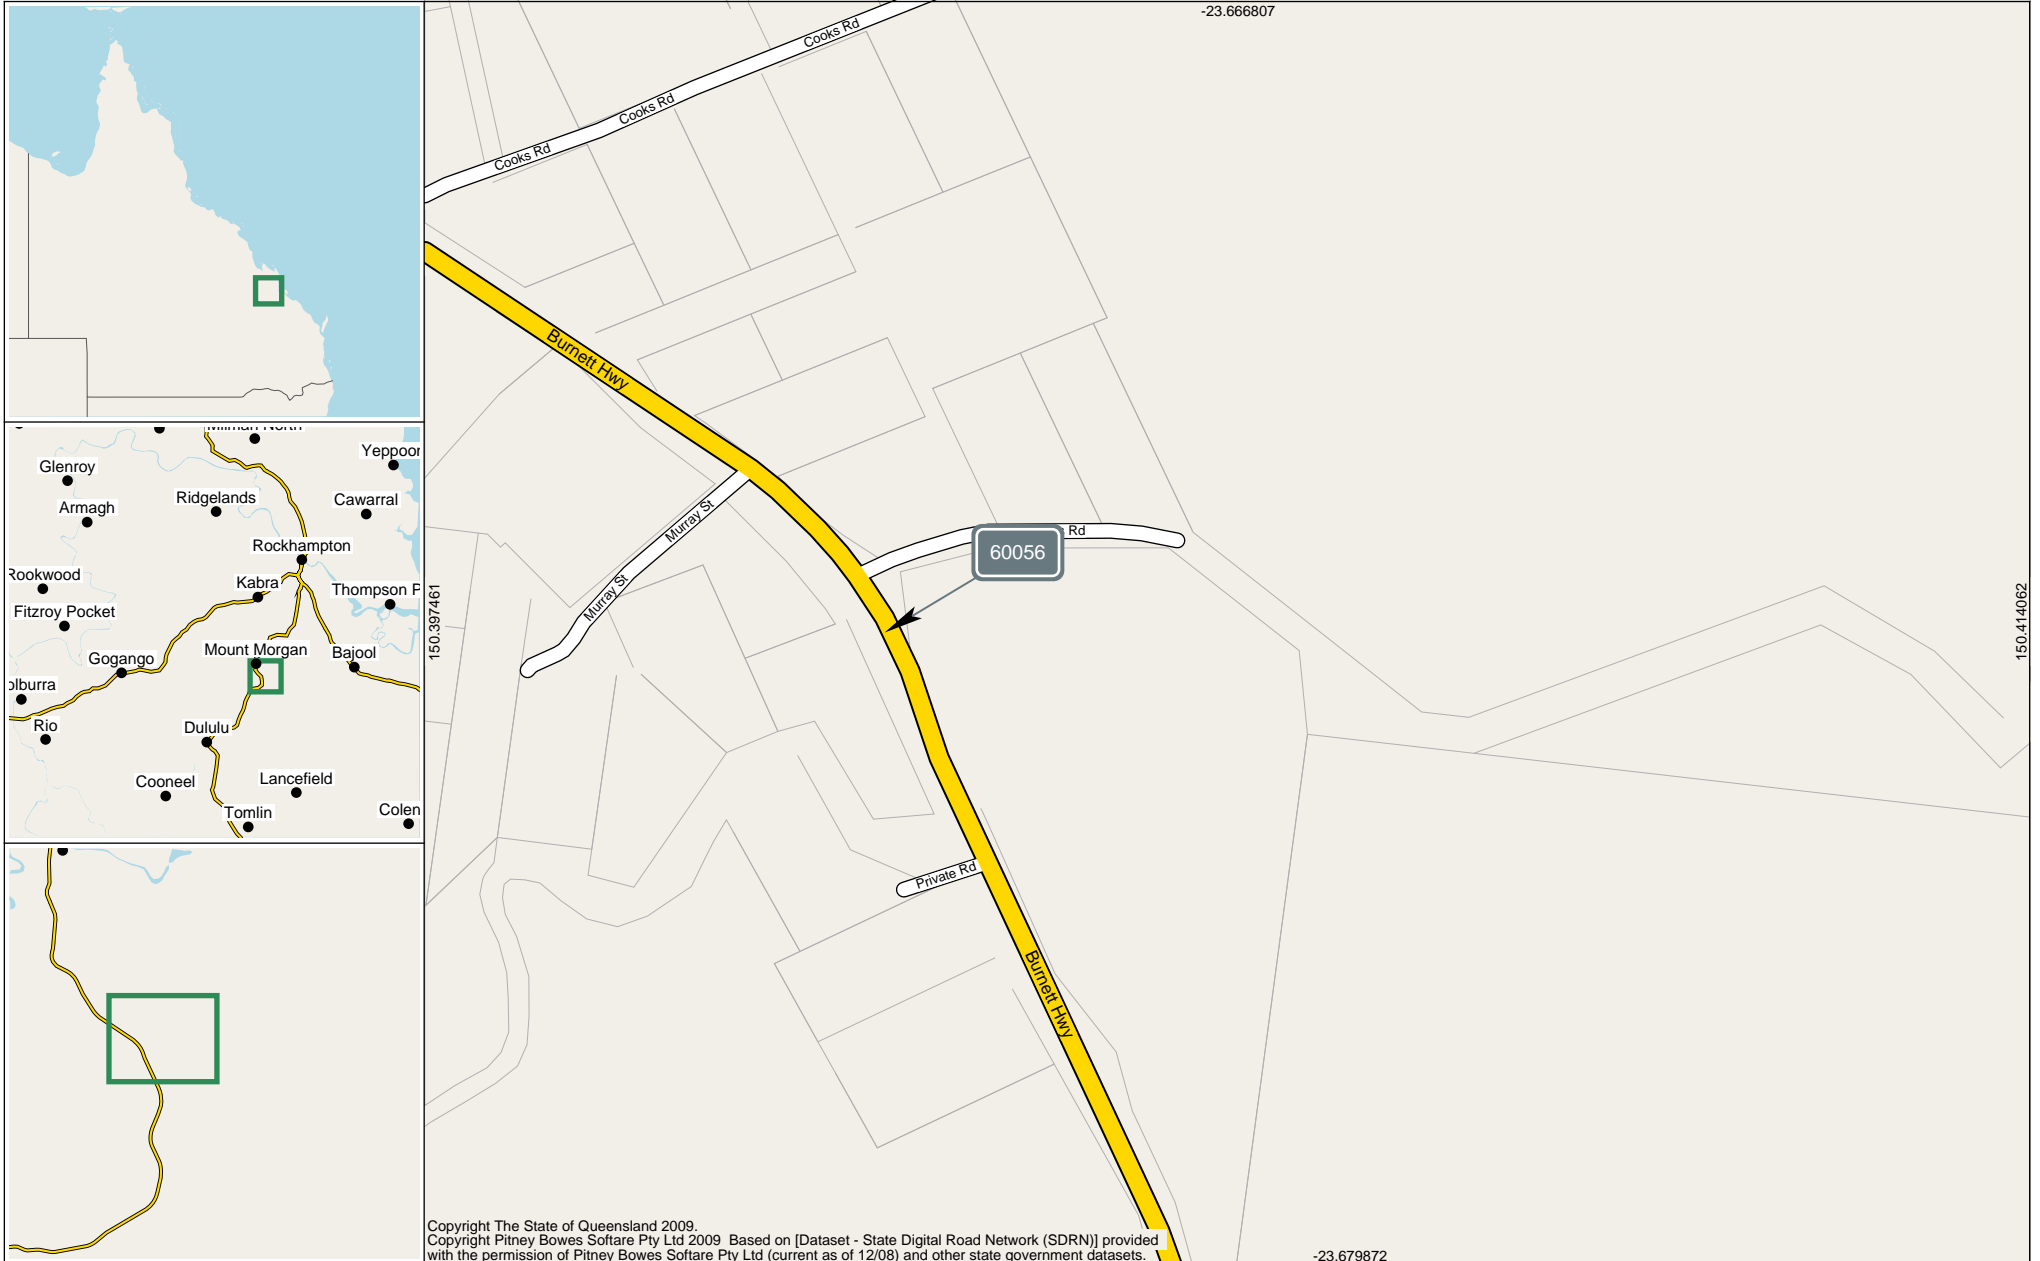 -23.666807
Cooks Rd
Cooks Rd
Cooks Rd
Burnett Hwy
Murray St
Murray St
Rd
60056
150.397461
150.414062
Private Rd
Burnett Hwy
Millman North
Yeppoon
Glenroy
Ridgelands
Cawarral
Armagh
Rockhampton
Rookwood
Kabra
Thompson P
Fitzroy Pocket
Mount Morgan
Bajool
Gogango
olburra
Rio
Dululu
Cooneel
Lancefield
Tomlin
Colen
Copyright The State of Queensland 2009.
Copyright Pitney Bowes Softare Pty Ltd 2009 Based on [Dataset - State Digital Road Network (SDRN)] provided
with the permission of Pitney Bowes Softare Pty Ltd (current as of 12/08) and other state government datasets.
-23.679872